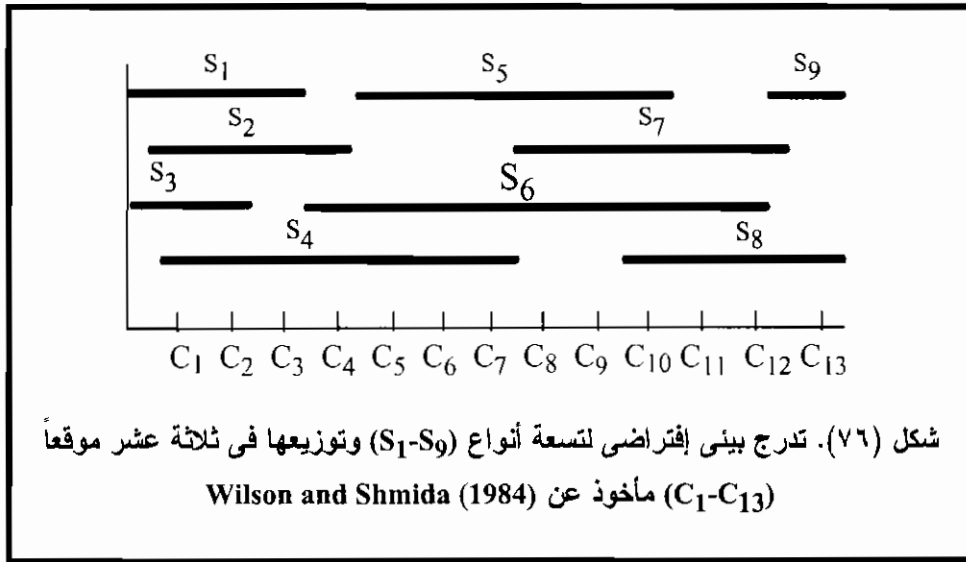 S₁ S₅ S₉
S₂ S₇
S₃ S₆
S₄ S₈
C₁ C₂ C₃ C₄ C₅ C₆ C₇ C₈ C₉ C₁₀ C₁₁ C₁₂ C₁₃
شكل (٧٦). تدرج بيئى إفتراضى لتسعة أنواع (S₁-S₉) وتوزيعها فى ثلاثة عشر موقعاً
(C₁-C₁₃) مأخوذ عن Wilson and Shmida (1984)